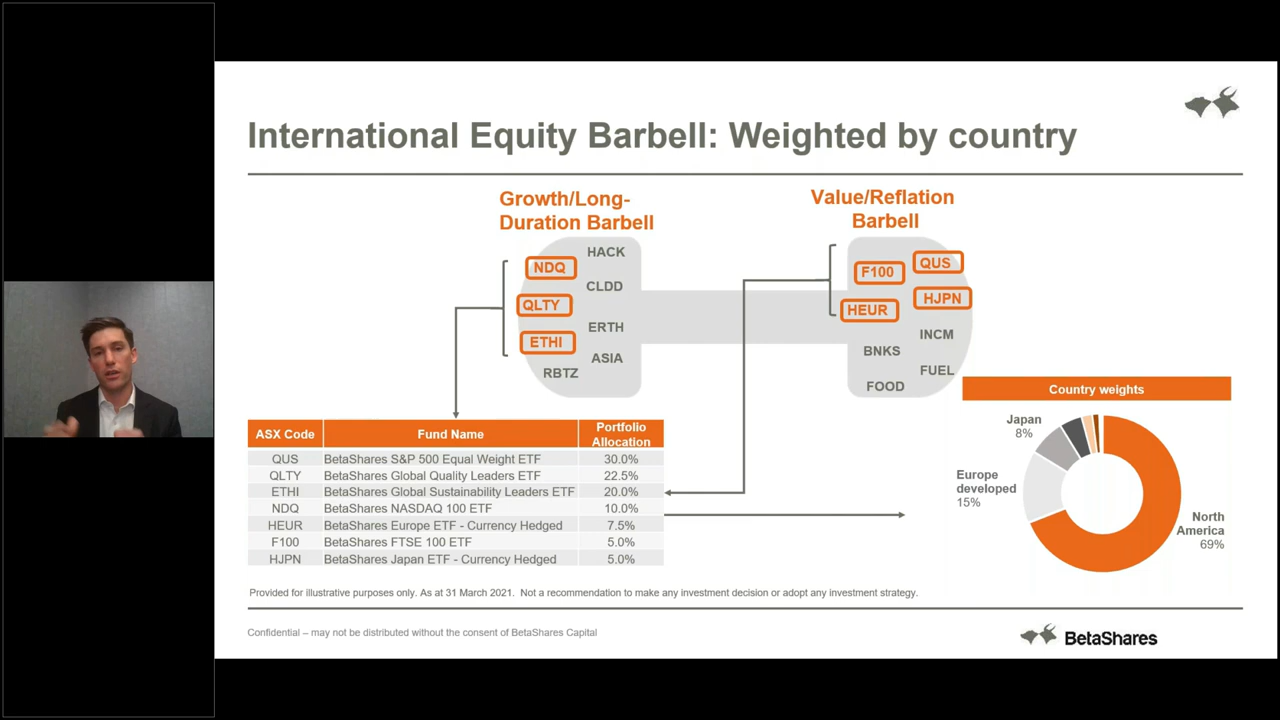 International Equity Barbell: Weighted by country
Growth/Long-
Duration Barbell
HACK
NDQ
CLDD
QLTY
ERTH
ETHI
ASIA
RBTZ
Value/Reflation
Barbell
QUS
F100
HJPN
HEUR
INCM
BNKS
FUEL
FOOD
ASX Code Fund Name Portfolio
Allocation
QUS BetaShares S&P 500 Equal Weight ETF 30.0%
QLTY BetaShares Global Quality Leaders ETF 22.5%
ETHI BetaShares Global Sustainability Leaders ETF 20.0%
NDQ BetaShares NASDAQ 100 ETF 10.0%
HEUR BetaShares Europe ETF - Currency Hedged 7.5%
F100 BetaShares FTSE 100 ETF 5.0%
HJPN BetaShares Japan ETF - Currency Hedged 5.0%
Country weights
Japan
8%
Europe
developed
15%
North
America
69%
Provided for illustrative purposes only. As at 31 March 2021. Not a recommendation to make any investment decision or adopt any investment strategy.
Confidential – may not be distributed without the consent of BetaShares Capital
BetaShares